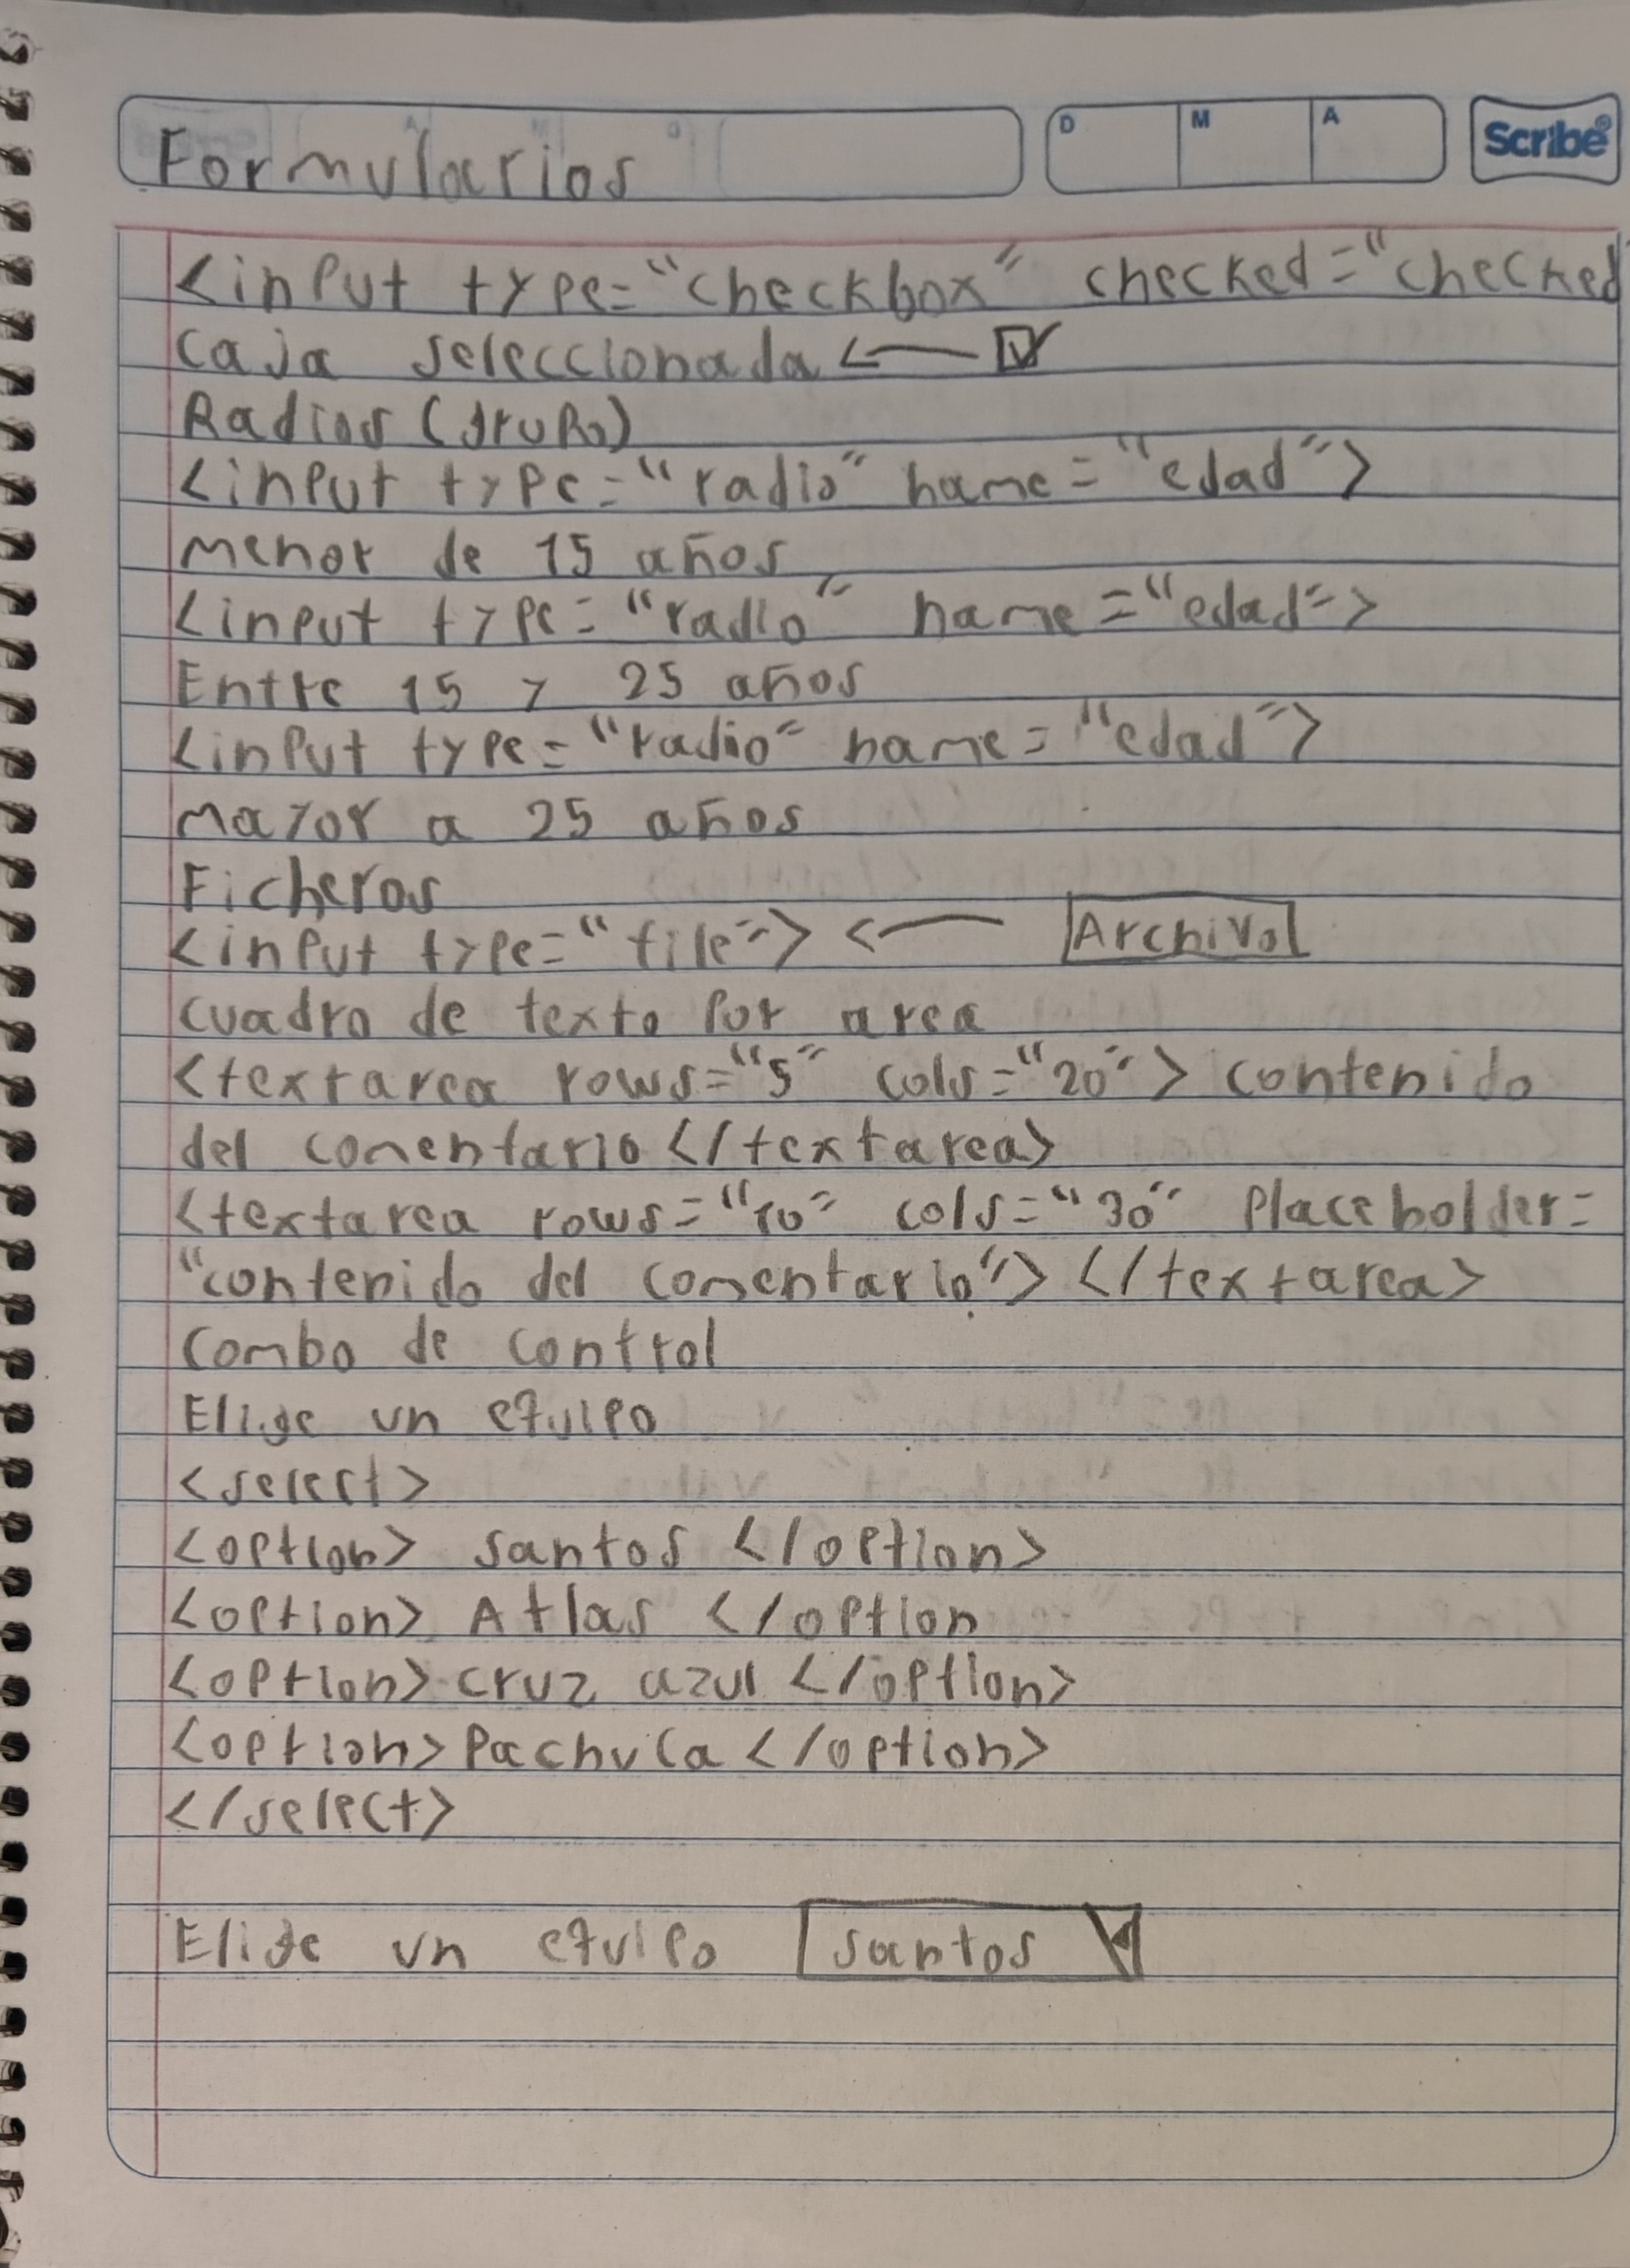 Formularios
D M A
Scribe
<input type="checkbox" checked="checked
caja seleccionada ← ☑
Radios (grupo)
<input type="radio" name="edad">
menor de 15 años
<input type="radio" name="edad">
Entre 15 y 25 años
<input type="radio" name="edad">
mayor a 25 años
Ficheros
<input type="file"> ← Archivo
cuadro de texto por area
<textarea rows="5" cols="20"> contenido
del comentario </textarea>
<textarea rows="10" cols="30" Placeholder=
"contenido del comentario"> </textarea>
Combo de control
Elige un equipo
<select>
<option> santos </option>
<option> Atlas </option
<option> cruz azul </option>
<option> Pachuca </option>
</select>
Elige un equipo santos